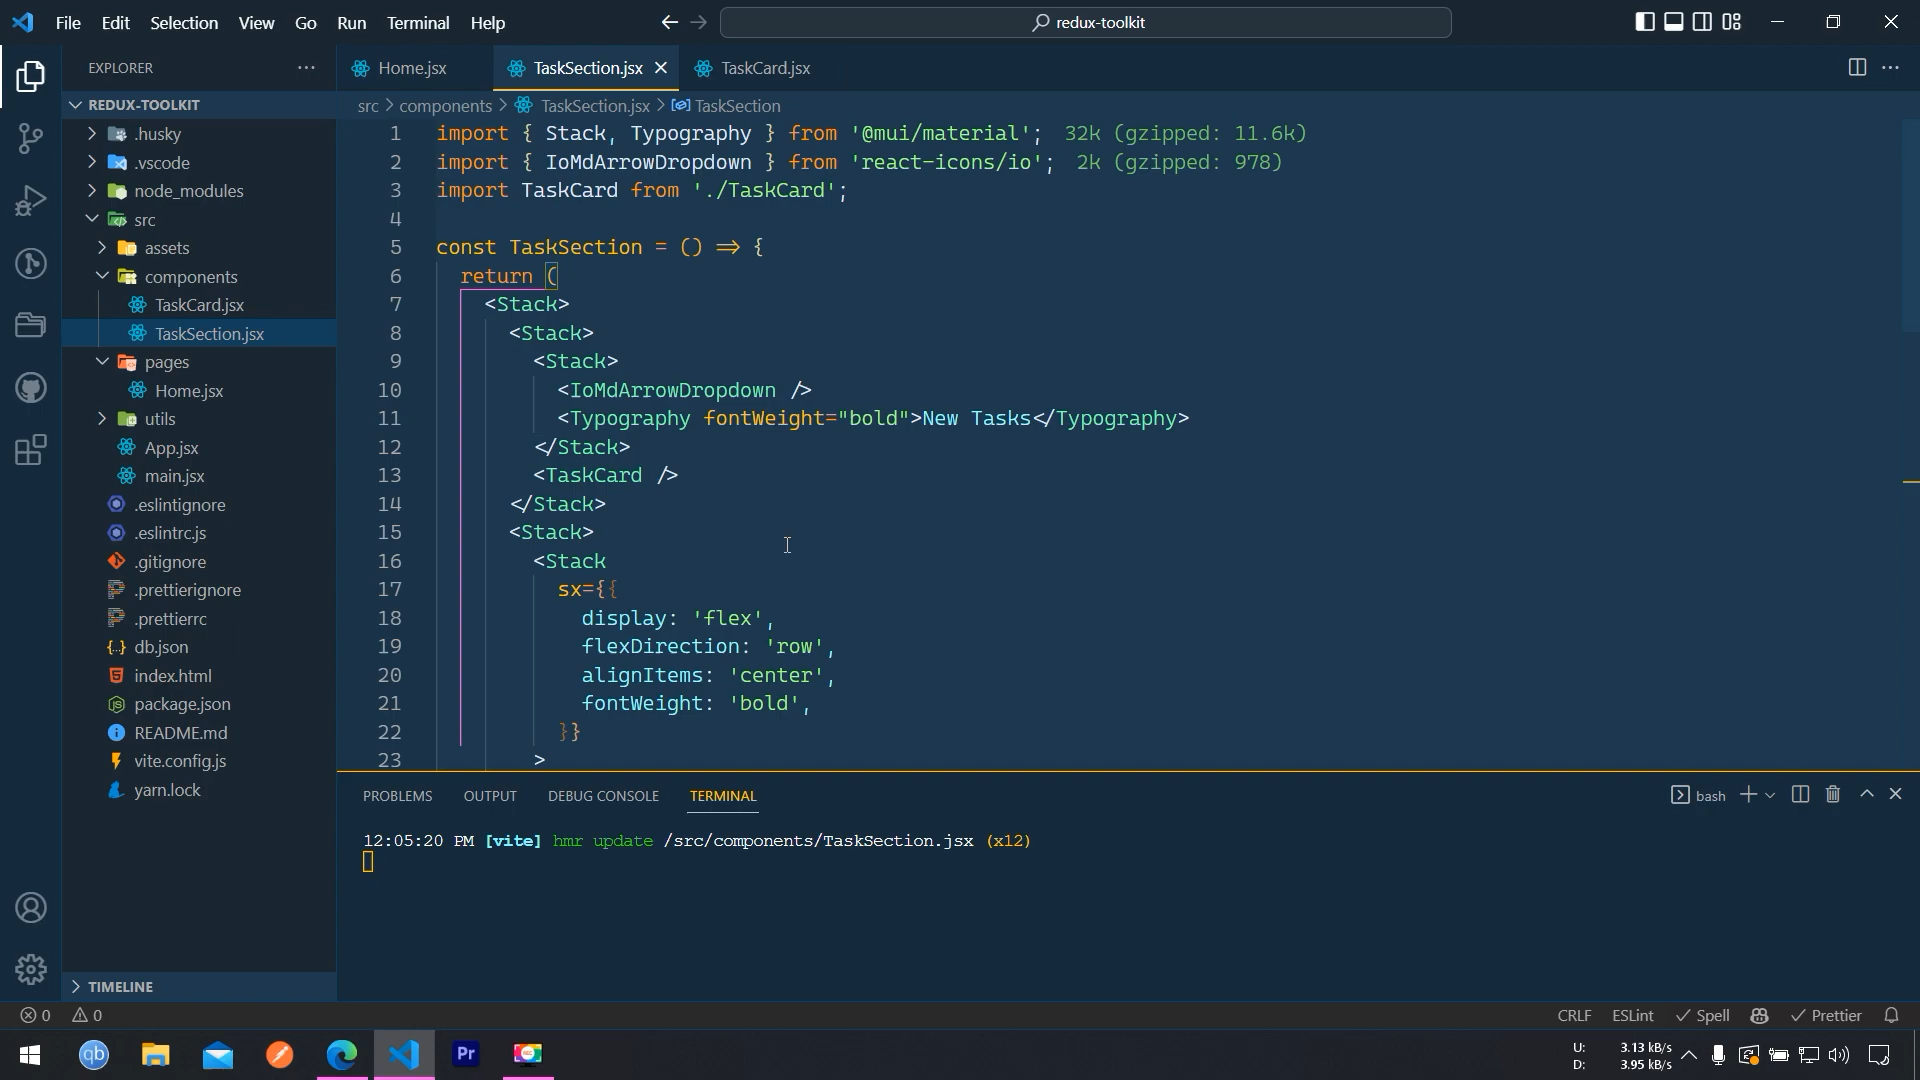 File Edit Selection View Go Run Terminal Help
redux-toolkit
EXPLORER
REDUX-TOOLKIT
.husky
.vscode
node_modules
src
assets
components
TaskCard.jsx
TaskSection.jsx
pages
Home.jsx
utils
App.jsx
main.jsx
.eslintignore
.eslintrc.js
.gitignore
.prettierignore
.prettierrc
db.json
index.html
package.json
README.md
vite.config.js
yarn.lock
TIMELINE
Home.jsx TaskSection.jsx TaskCard.jsx
src > components > TaskSection.jsx > TaskSection
1 import { Stack, Typography } from '@mui/material'; 32k (gzipped: 11.6k)
2 import { IoMdArrowDropdown } from 'react-icons/io'; 2k (gzipped: 978)
3 import TaskCard from './TaskCard';
4
5 const TaskSection = () => {
6 return (
7 <Stack>
8 <Stack>
9 <Stack>
10 <IoMdArrowDropdown />
11 <Typography fontWeight="bold">New Tasks</Typography>
12 </Stack>
13 <TaskCard />
14 </Stack>
15 <Stack>
16 <Stack
17 sx={{
18 display: 'flex',
19 flexDirection: 'row',
20 alignItems: 'center',
21 fontWeight: 'bold',
22 }}
23 >
PROBLEMS OUTPUT DEBUG CONSOLE TERMINAL
bash
12:05:20 PM [vite] hmr update /src/components/TaskSection.jsx (x12)
0 0
CRLF ESLint Spell Prettier
qb
Pr
REC
U: 3.13 kB/s
D: 3.95 kB/s